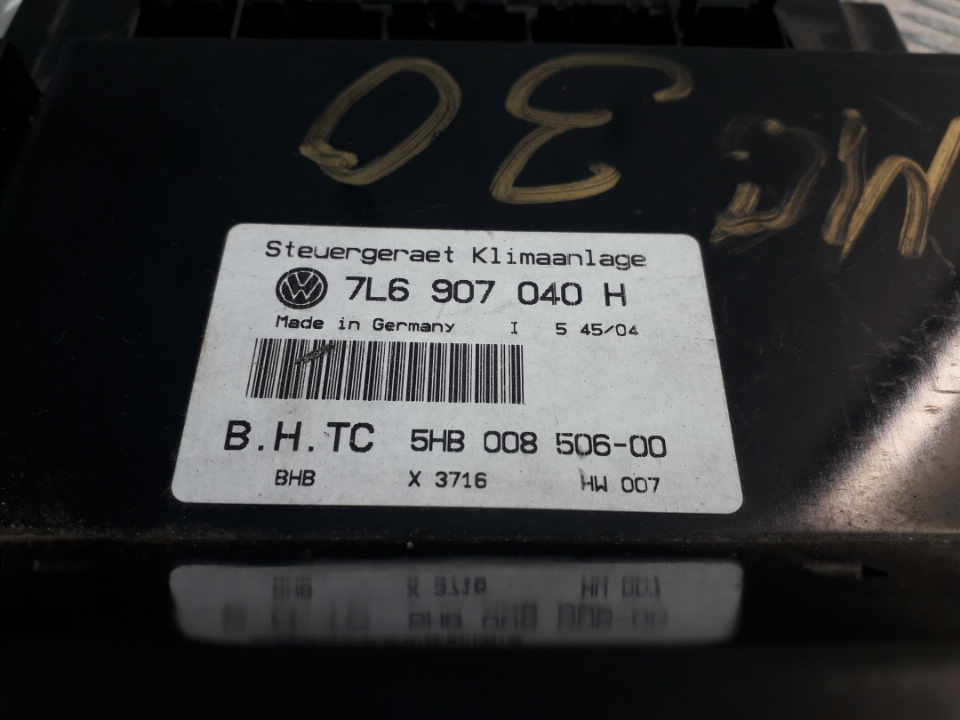 30
Steuergeraet Klimaanlage
7L6 907 040 H
Made in Germany I 5 45/04
B.H.TC 5HB 008 506-00
BHB X 3716 HW 007